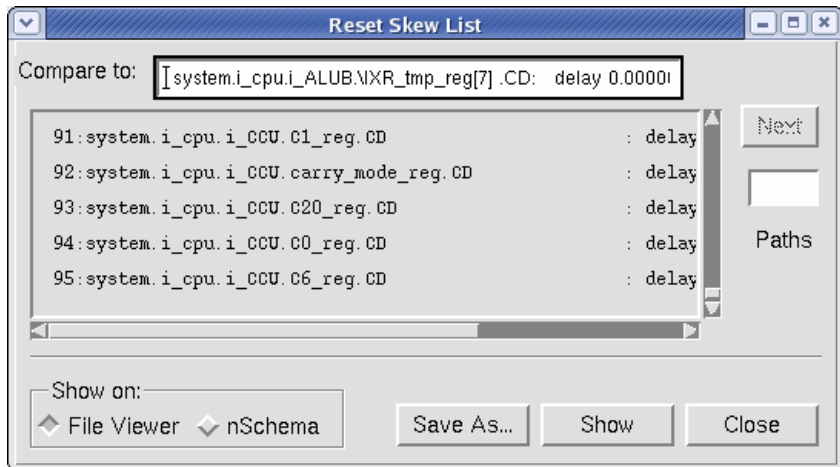 Reset Skew List
Compare to: system.i_cpu.i_ALUB.\IXR_tmp_reg[7] .CD: delay 0.0000
91:system.i_cpu.i_CCU.C1_reg.CD : delay
92:system.i_cpu.i_CCU.carry_mode_reg.CD : delay
93:system.i_cpu.i_CCU.C20_reg.CD : delay
94:system.i_cpu.i_CCU.C0_reg.CD : delay
95:system.i_cpu.i_CCU.C6_reg.CD : delay
Next
Paths
Show on:
File Viewer nSchema
Save As... Show Close